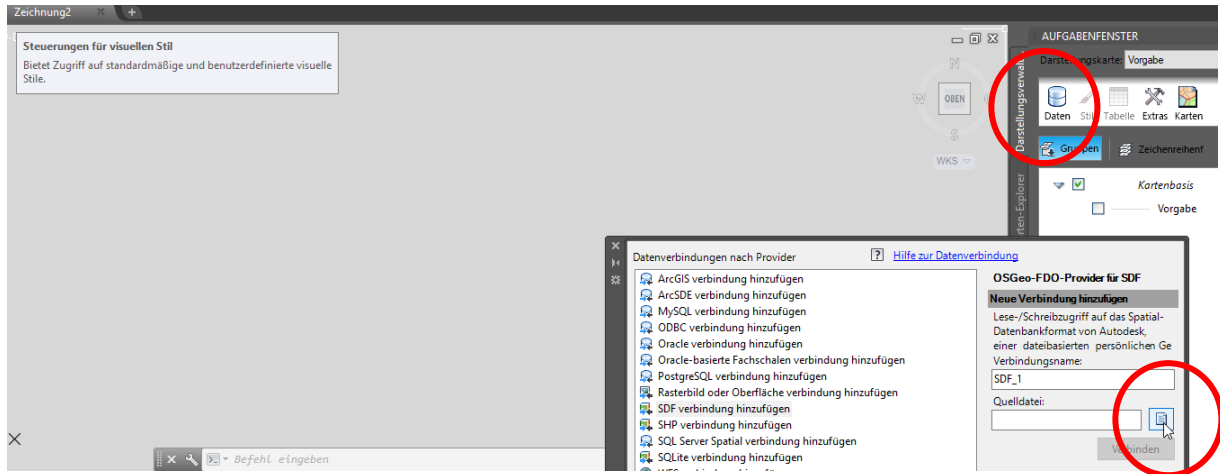 Zeichnung2
Steuerungen für visuellen Stil
Bietet Zugriff auf standardmäßige und benutzerdefinierte visuelle
Stile.
N
W
OBEN
S
WKS
AUFGABENFENSTER
Darstellungskarte: Vorgabe
Daten Stil Tabelle Extras Karten
Gruppen Zeichenreihenf
Kartenbasis
Vorgabe
Darstellungsverwalt
rten-Explorer
Datenverbindungen nach Provider
? Hilfe zur Datenverbindung
ArcGIS verbindung hinzufügen
ArcSDE verbindung hinzufügen
MySQL verbindung hinzufügen
ODBC verbindung hinzufügen
Oracle verbindung hinzufügen
Oracle-basierte Fachschalen verbindung hinzufügen
PostgreSQL verbindung hinzufügen
Rasterbild oder Oberfläche verbindung hinzufügen
SDF verbindung hinzufügen
SHP verbindung hinzufügen
SQL Server Spatial verbindung hinzufügen
SQLite verbindung hinzufügen
OSGeo-FDO-Provider für SDF
Neue Verbindung hinzufügen
Lese-/Schreibzugriff auf das Spatial-
Datenbankformat von Autodesk,
einer dateibasierten persönlichen Ge
Verbindungsname:
SDF_1
Quelldatei:
Verbinden
Befehl eingeben